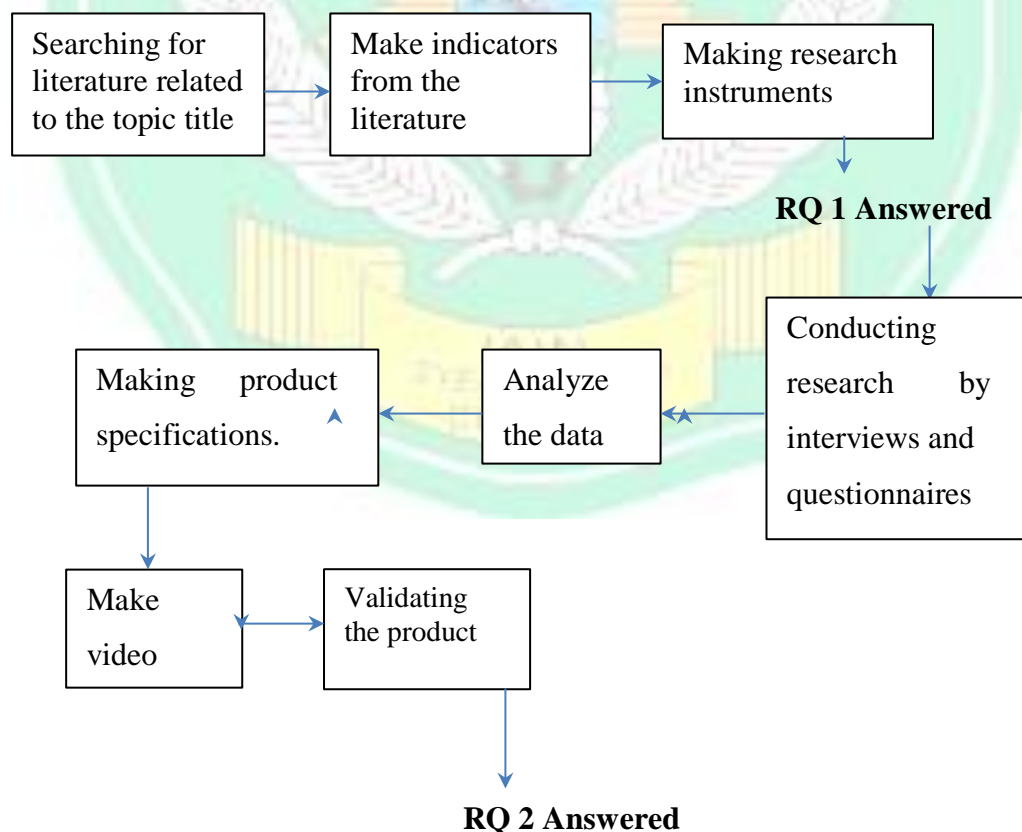 Searching for
literature related
to the topic title
Make indicators
from the
literature
Making research
instruments
RQ 1 Answered
Conducting
research by
interviews and
questionnaires
Analyze
the data
Making product
specifications.
Make
video
Validating
the product
RQ 2 Answered